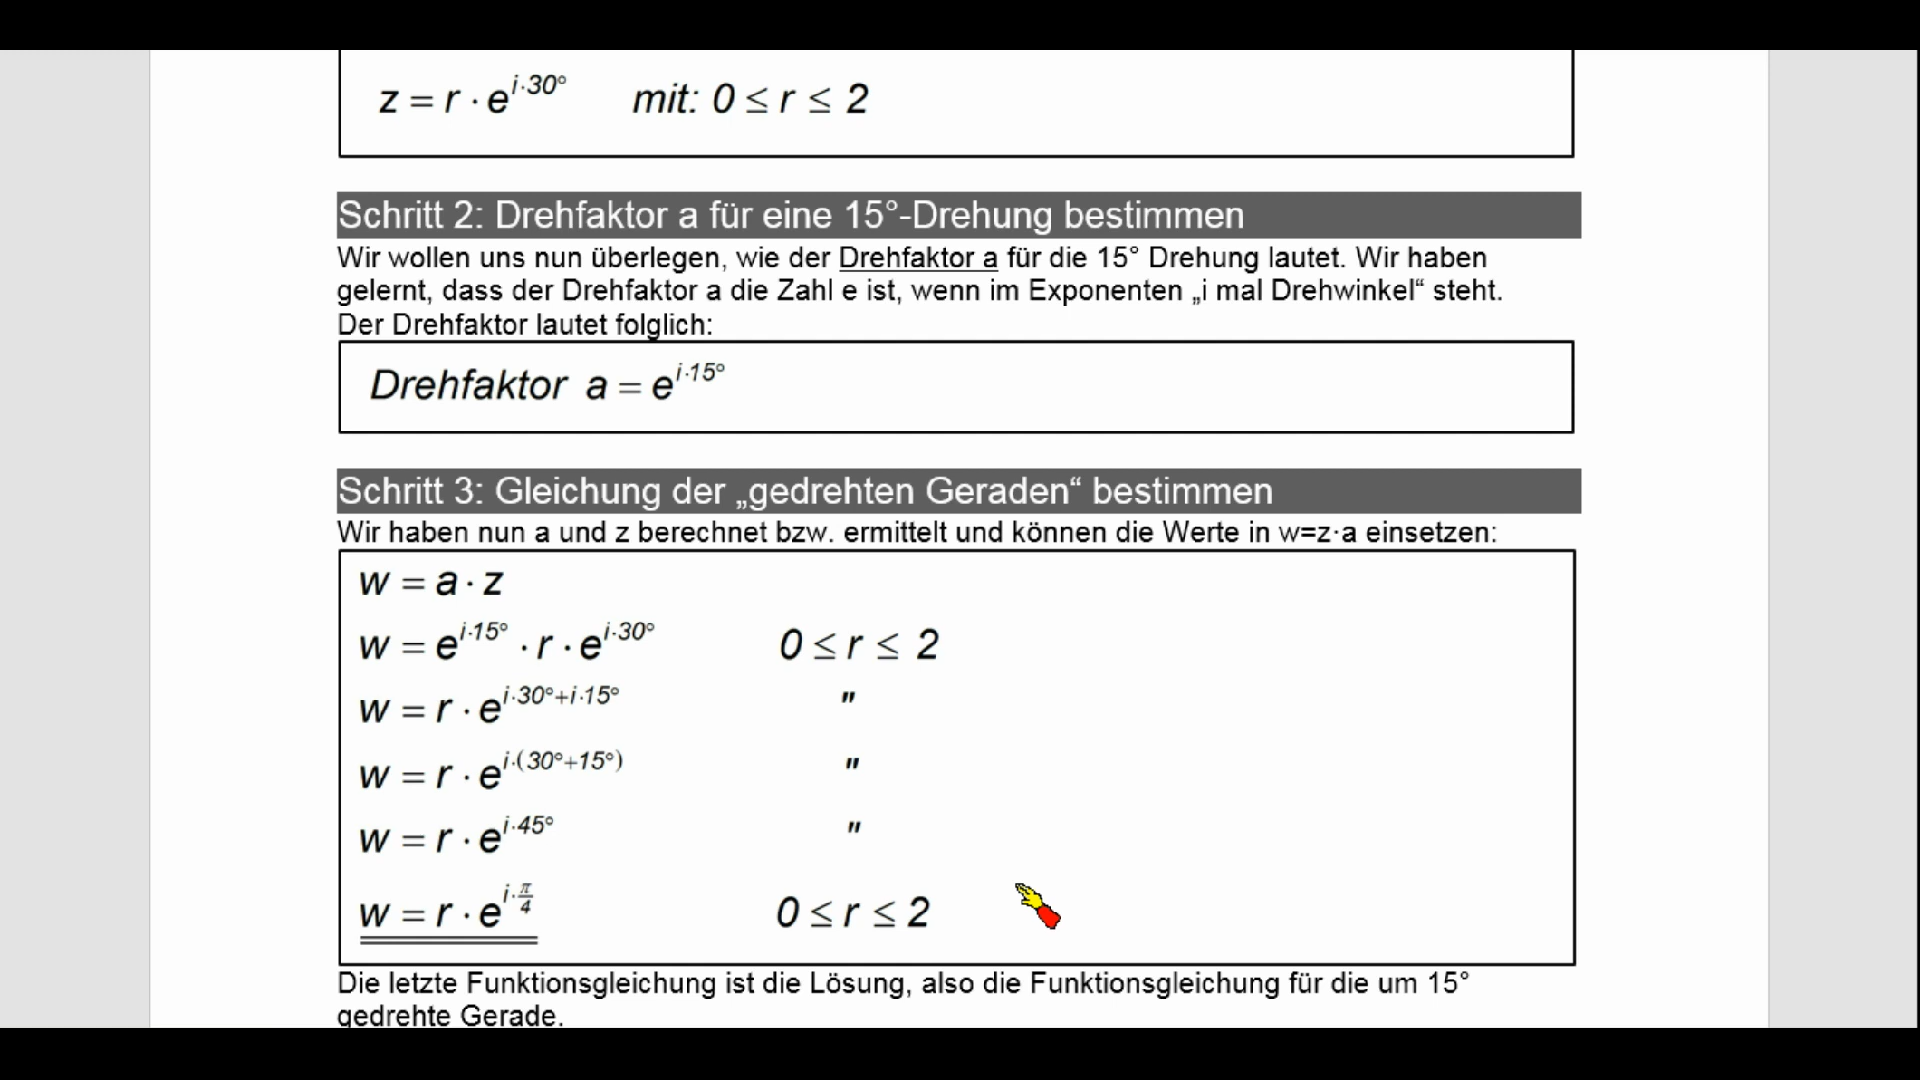 z = r · e^{i·30°} mit: 0 ≤ r ≤ 2
Schritt 2: Drehfaktor a für eine 15°-Drehung bestimmen
Wir wollen uns nun überlegen, wie der Drehfaktor a für die 15° Drehung lautet. Wir haben
gelernt, dass der Drehfaktor a die Zahl e ist, wenn im Exponenten „i mal Drehwinkel“ steht.
Der Drehfaktor lautet folglich:
Drehfaktor a = e^{i·15°}
Schritt 3: Gleichung der „gedrehten Geraden“ bestimmen
Wir haben nun a und z berechnet bzw. ermittelt und können die Werte in w=z·a einsetzen:
w = a · z
w = e^{i·15°} · r · e^{i·30°} 0 ≤ r ≤ 2
w = r · e^{i·30°+i·15°} "
w = r · e^{i·(30°+15°)} "
w = r · e^{i·45°} "
w = r · e^{i·π/4} 0 ≤ r ≤ 2
Die letzte Funktionsgleichung ist die Lösung, also die Funktionsgleichung für die um 15°
gedrehte Gerade.